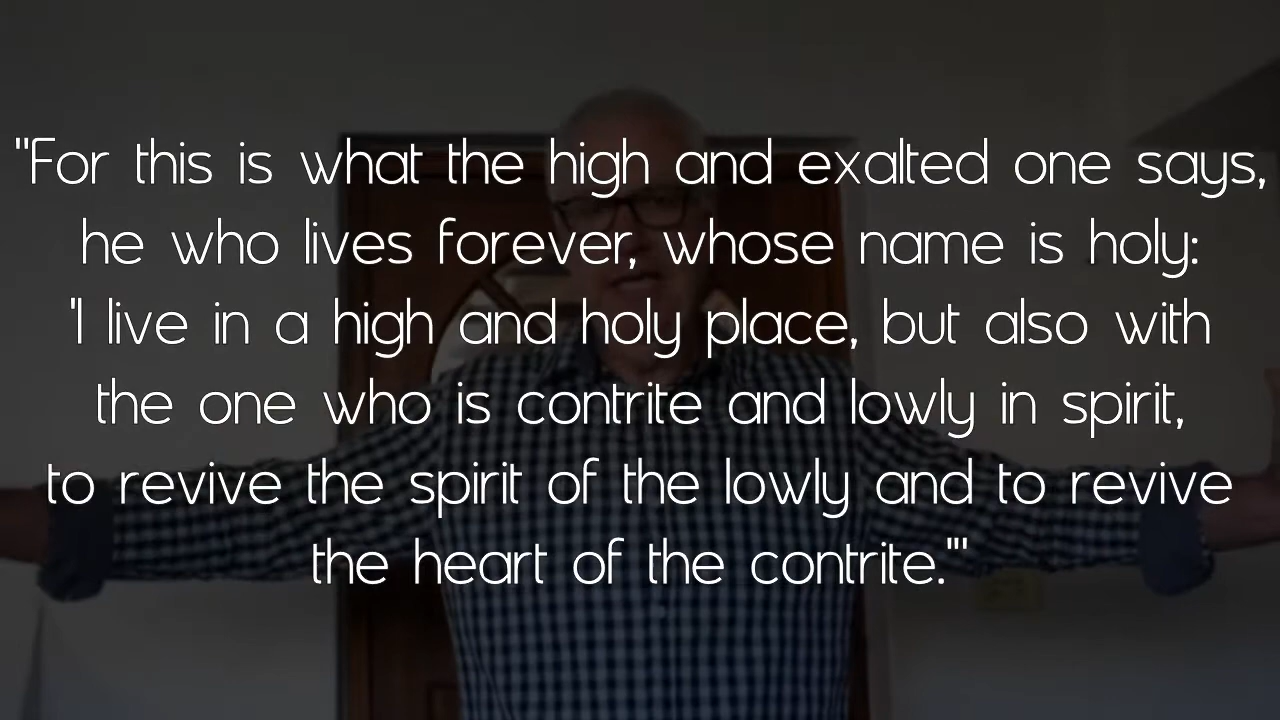 "For this is what the high and exalted one says,
he who lives forever, whose name is holy:
'I live in a high and holy place, but also with
the one who is contrite and lowly in spirit,
to revive the spirit of the lowly and to revive
the heart of the contrite.'"